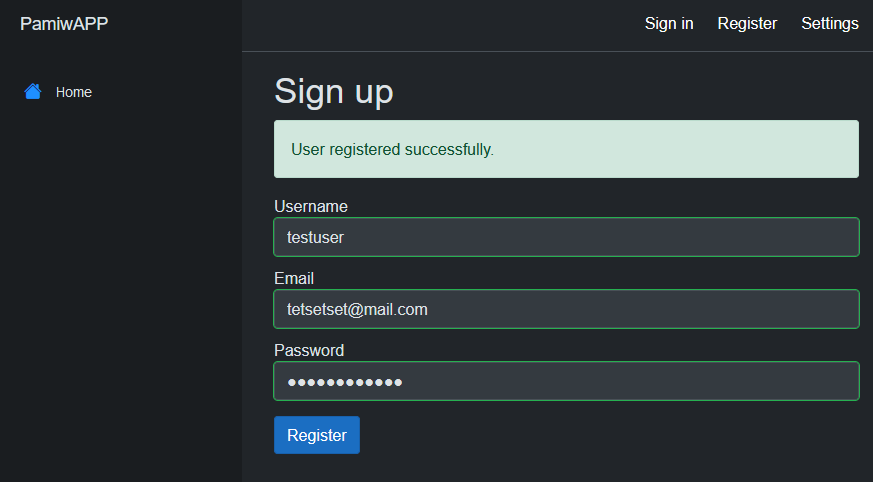 PamiwAPP
Sign in Register Settings
Home
Sign up
User registered successfully.
Username
testuser
Email
tetsetset@mail.com
Password
●●●●●●●●●●●●
Register